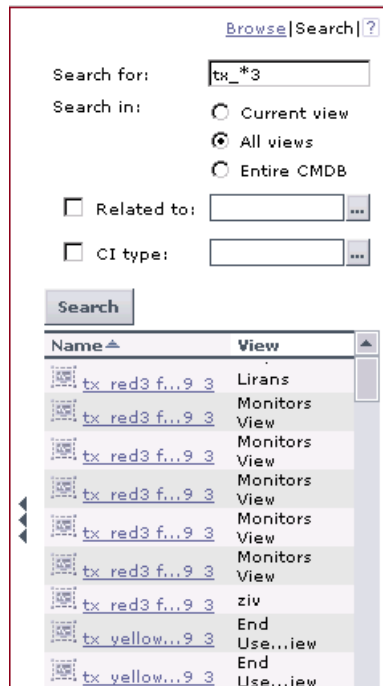 Browse|Search|?
Search for: tx_*3
Search in: Current view
All views
Entire CMDB
Related to: ...
CI type: ...
Search
Name View
tx_red3 f...9_3 Lirans
tx_red3 f...9_3 Monitors View
tx_red3 f...9_3 Monitors View
tx_red3 f...9_3 Monitors View
tx_red3 f...9_3 Monitors View
tx_red3 f...9_3 Monitors View
tx_red3 f...9_3 ziv
tx_yellow...9_3 End Use...iew
tx_yellow...9_3 End Use...iew